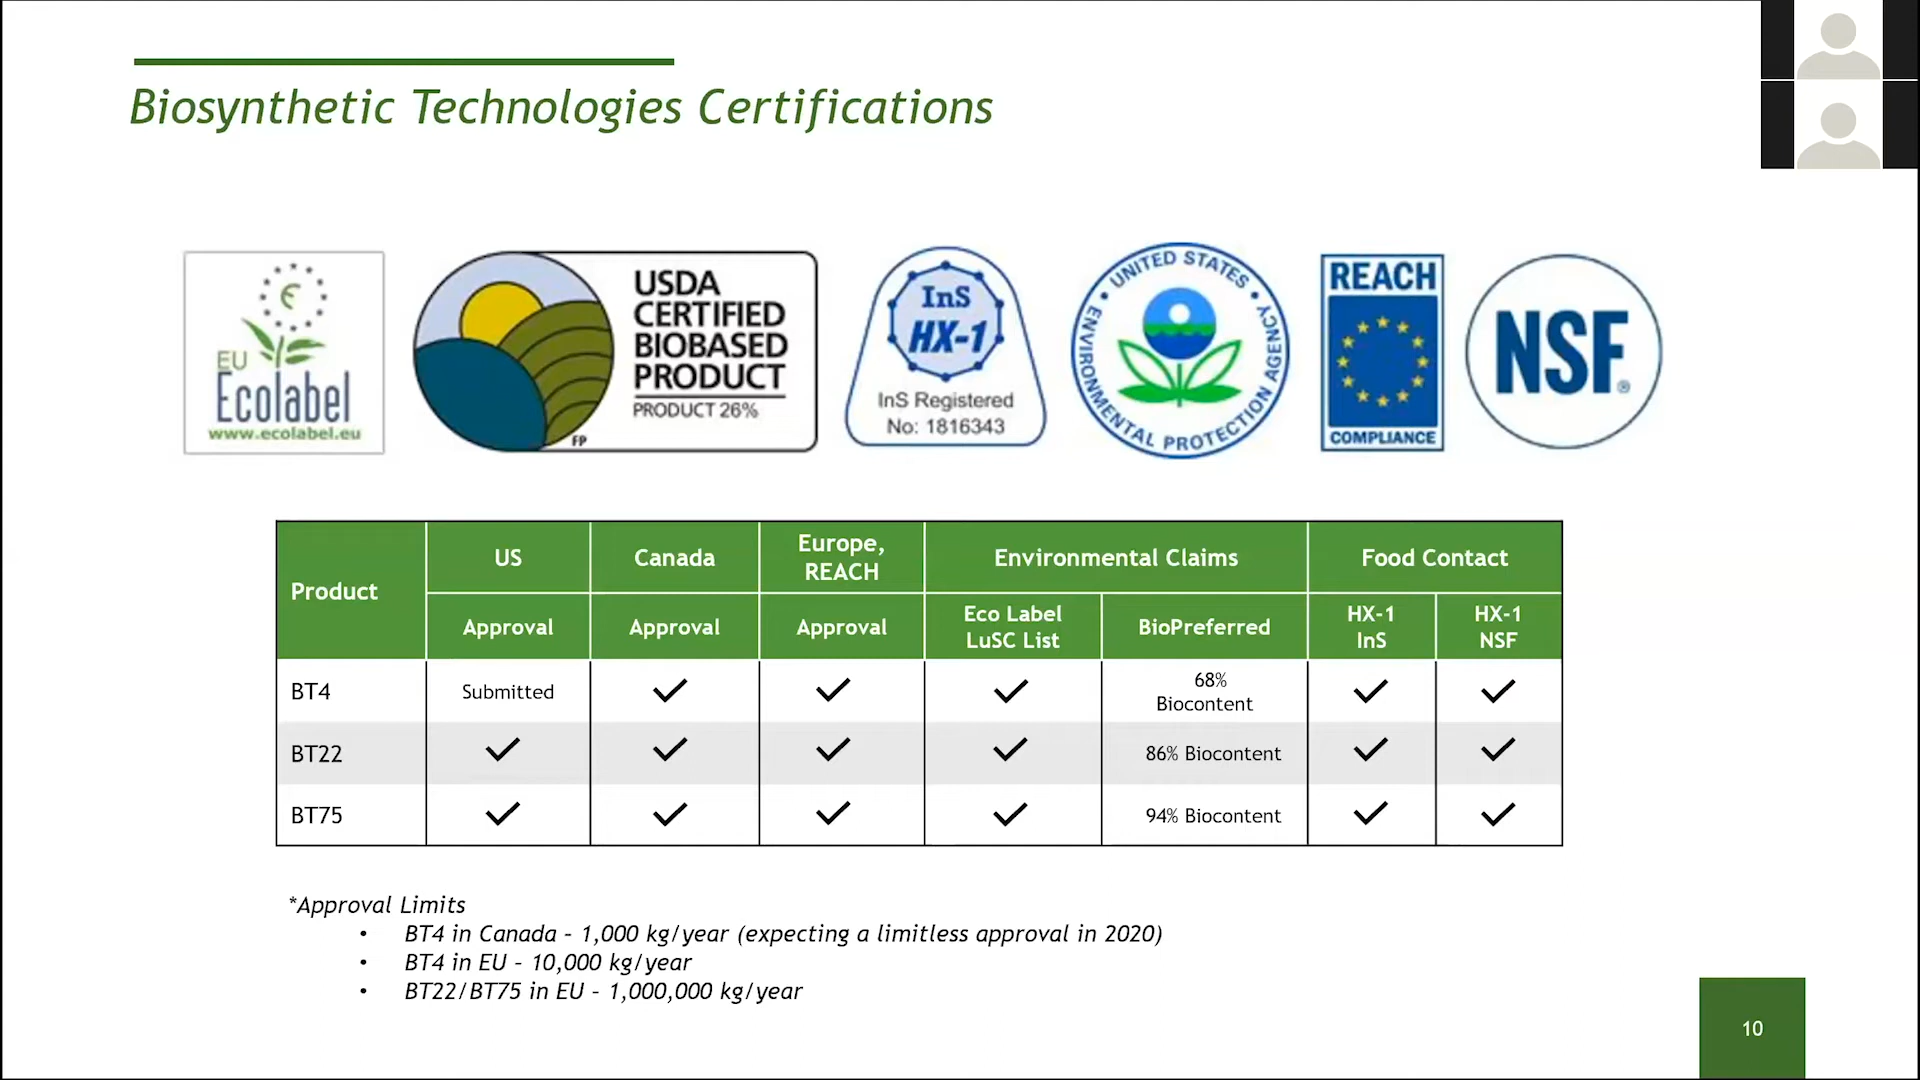 Biosynthetic Technologies Certifications
EU
Ecolabel
www.ecolabel.eu
USDA
CERTIFIED
BIOBASED
PRODUCT
PRODUCT 26%
FP
InS
HX-1
InS Registered
No: 1816343
UNITED STATES
ENVIRONMENTAL PROTECTION AGENCY
REACH
COMPLIANCE
NSF®
Product
US
Canada
Europe,
REACH
Environmental Claims
Food Contact
Approval
Approval
Approval
Eco Label
LuSC List
BioPreferred
HX-1
InS
HX-1
NSF
BT4
Submitted
✓
✓
✓
68%
Biocontent
✓
✓
BT22
✓
✓
✓
✓
86% Biocontent
✓
✓
BT75
✓
✓
✓
✓
94% Biocontent
✓
✓
*Approval Limits
• BT4 in Canada – 1,000 kg/year (expecting a limitless approval in 2020)
• BT4 in EU – 10,000 kg/year
• BT22/BT75 in EU – 1,000,000 kg/year
10